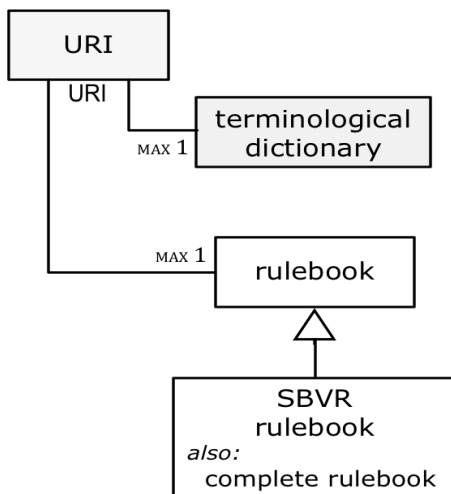 URI
URI
terminological
dictionary
MAX 1
MAX 1
rulebook
SBVR
rulebook
also:
complete rulebook